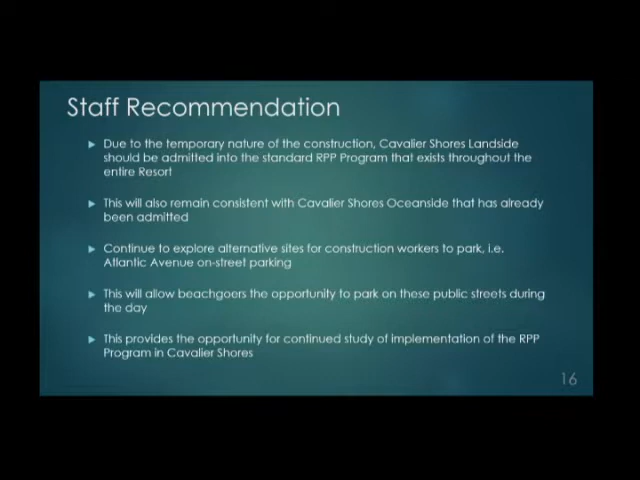 Staff Recommendation
Due to the temporary nature of the construction, Cavalier Shores Landside
should be admitted into the standard RPP Program that exists throughout the
entire Resort
This will also remain consistent with Cavalier Shores Oceanside that has already
been admitted
Continue to explore alternative sites for construction workers to park, i.e.
Atlantic Avenue on-street parking
This will allow beachgoers the opportunity to park on these public streets during
the day
This provides the opportunity for continued study of implementation of the RPP
Program in Cavalier Shores
16